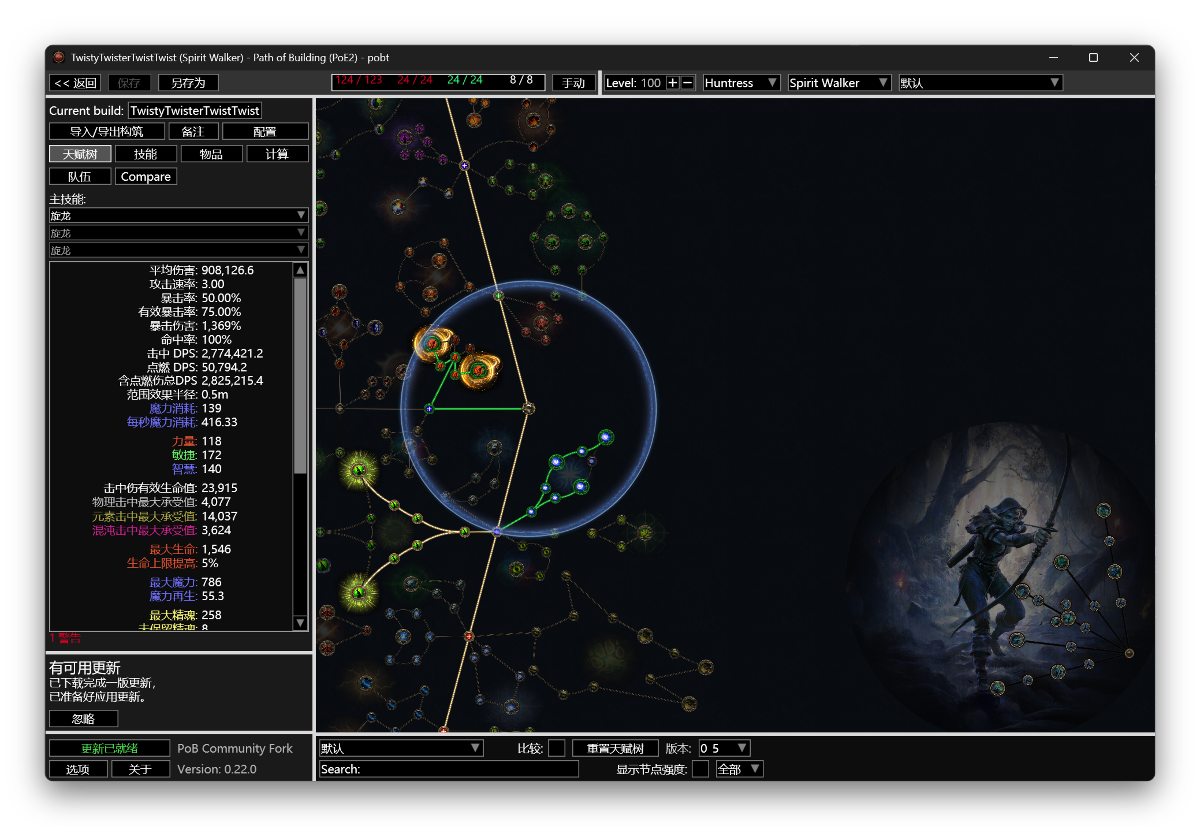 TwistyTwisterTwistTwist (Spirit Walker) - Path of Building (PoE2) - pobt
<< 返回 保存 另存为 124 / 123 24 / 24 24 / 24 8 / 8 手动 Level: 100 + − Huntress Spirit Walker 默认
Current build: TwistyTwisterTwistTwist
导入/导出构筑 备注 配置
天赋树 技能 物品 计算
队伍 Compare
主技能:
旋龙
旋龙
旋龙
平均伤害: 908,126.6
攻击速率: 3.00
暴击率: 50.00%
有效暴击率: 75.00%
暴击伤害: 1,369%
命中率: 100%
击中 DPS: 2,774,421.2
点燃 DPS: 50,794.2
含点燃伤总DPS 2,825,215.4
范围效果半径: 0.5m
魔力消耗: 139
每秒魔力消耗: 416.33
力量: 118
敏捷: 172
智慧: 140
击中伤有效生命值: 23,915
物理击中最大承受值: 4,077
元素击中最大承受值: 14,037
混沌击中最大承受值: 3,624
最大生命: 1,546
生命上限提高: 5%
最大魔力: 786
魔力再生: 55.3
最大精魂: 258
未保留精魂: 8
1 警告
有可用更新
已下载完成一版更新，
已准备好应用更新。
忽略
更新已就绪 PoB Community Fork
选项 关于 Version: 0.22.0
默认 比较: 重置天赋树 版本: 0 5
Search: 显示节点强度: 全部